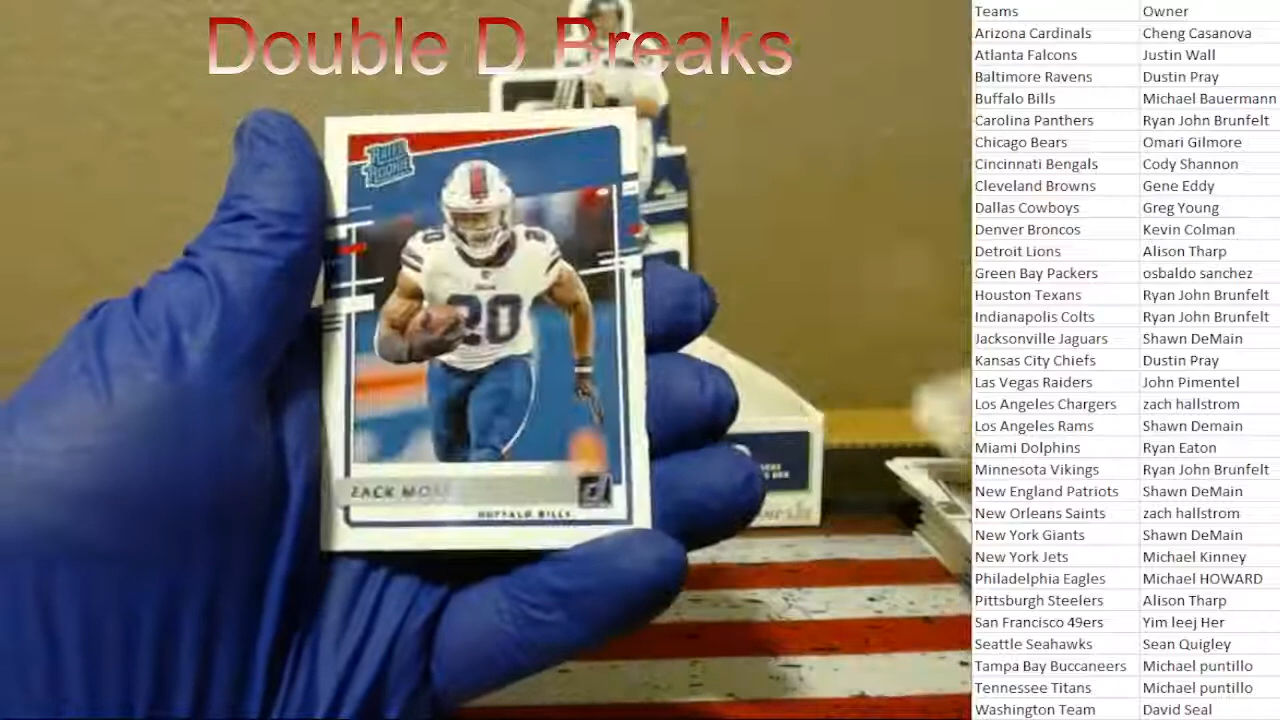 Double D Breaks
RATED
ROOKIE
20
20
20
ZACK MOSS
BUFFALO BILLS
Teams Owner
Arizona Cardinals Cheng Casanova
Atlanta Falcons Justin Wall
Baltimore Ravens Dustin Pray
Buffalo Bills Michael Bauermann
Carolina Panthers Ryan John Brunfelt
Chicago Bears Omari Gilmore
Cincinnati Bengals Cody Shannon
Cleveland Browns Gene Eddy
Dallas Cowboys Greg Young
Denver Broncos Kevin Colman
Detroit Lions Alison Tharp
Green Bay Packers osbaldo sanchez
Houston Texans Ryan John Brunfelt
Indianapolis Colts Ryan John Brunfelt
Jacksonville Jaguars Shawn DeMain
Kansas City Chiefs Dustin Pray
Las Vegas Raiders John Pimentel
Los Angeles Chargers zach hallstrom
Los Angeles Rams Shawn Demain
Miami Dolphins Ryan Eaton
Minnesota Vikings Ryan John Brunfelt
New England Patriots Shawn DeMain
New Orleans Saints zach hallstrom
New York Giants Shawn DeMain
New York Jets Michael Kinney
Philadelphia Eagles Michael HOWARD
Pittsburgh Steelers Alison Tharp
San Francisco 49ers Yim leej Her
Seattle Seahawks Sean Quigley
Tampa Bay Buccaneers Michael puntillo
Tennessee Titans Michael puntillo
Washington Team David Seal